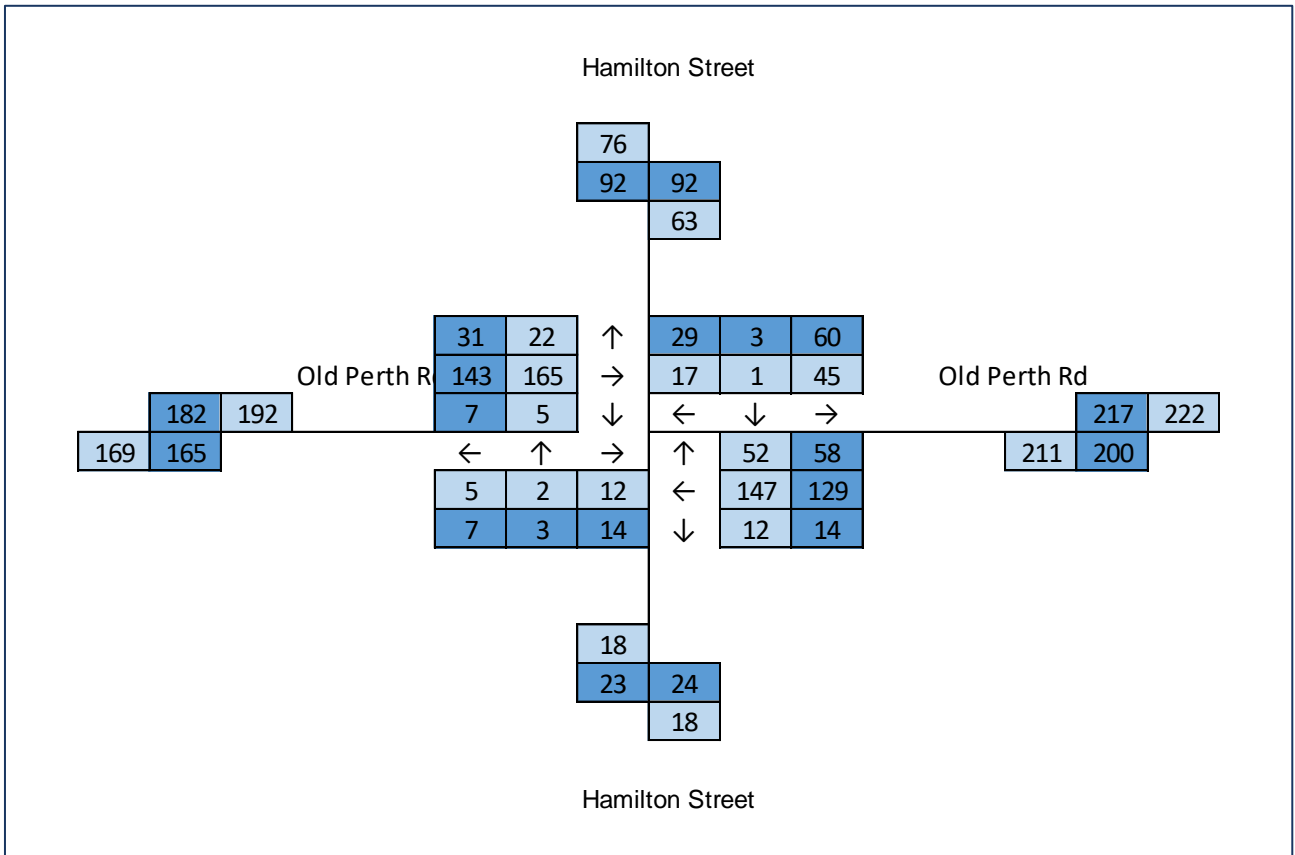 Hamilton Street
76
92 92
63
31 22 ↑ 29 3 60
Old Perth R 143 165 → 17 1 45 Old Perth Rd
182 192 7 5 ↓ ← ↓ → 217 222
169 165 ← ↑ → ↑ 52 58 211 200
5 2 12 ← 147 129
7 3 14 ↓ 12 14
18
23 24
18
Hamilton Street